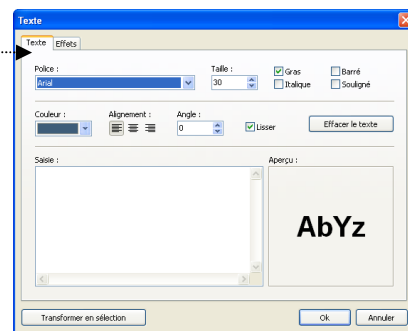 Texte
Texte Effets
Police : Taille :
Arial 30 Gras Barré
Italique Souligné
Couleur : Alignement : Angle :
0 Lisser Effacer le texte
Saisie : Aperçu :
AbYz
Transformer en sélection Ok Annuler